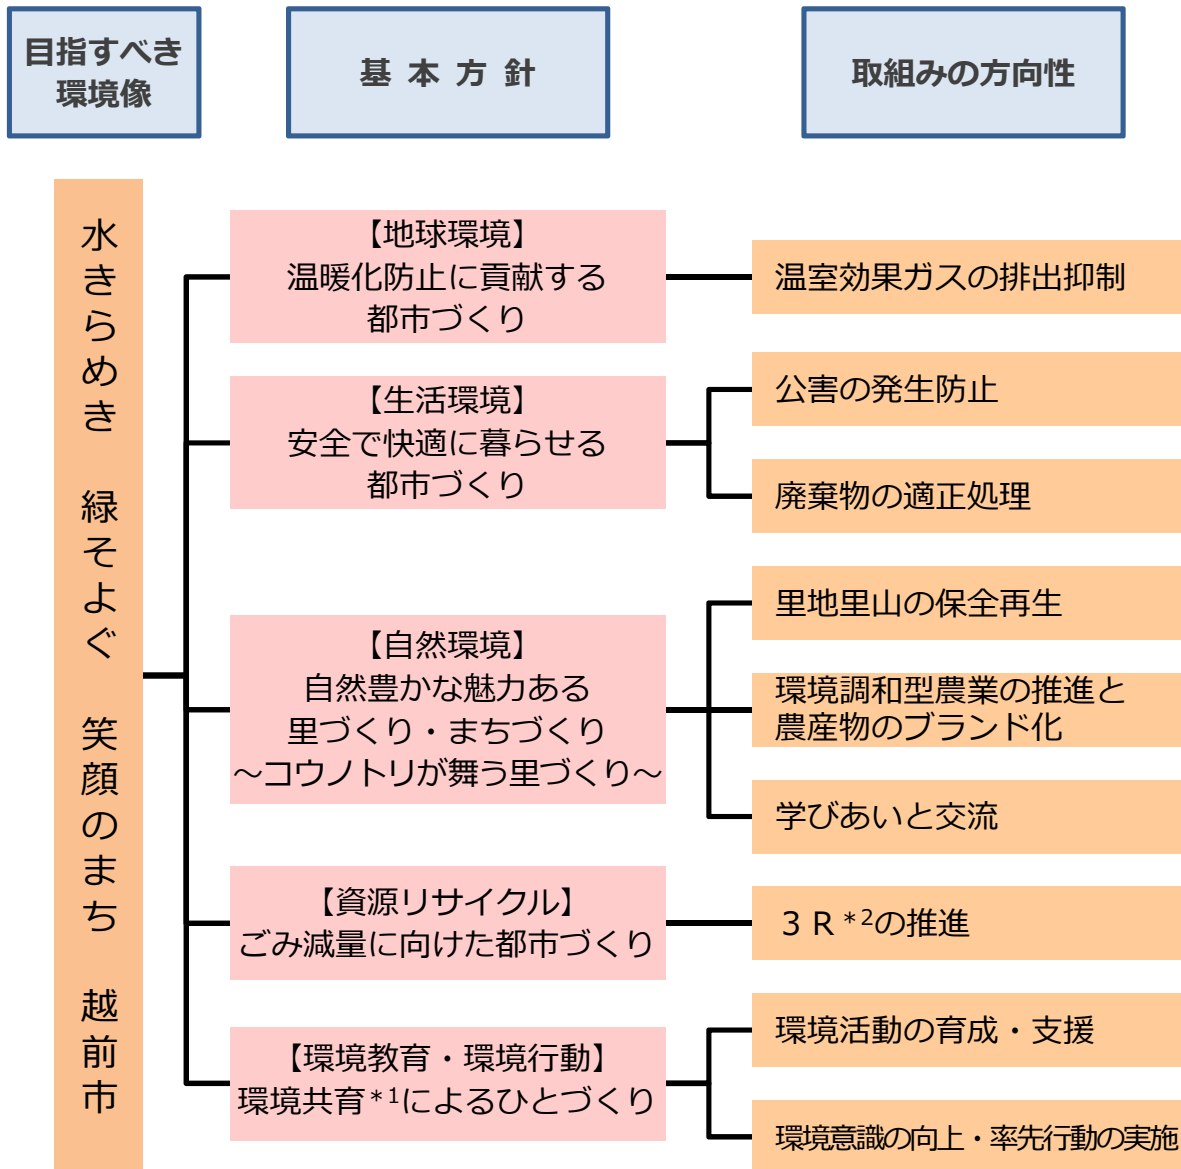 目指すべき
環境像
基本方針
取組みの方向性
水きらめき　緑そよぐ　笑顔のまち　越前市
【地球環境】
温暖化防止に貢献する
都市づくり
温室効果ガスの排出抑制
【生活環境】
安全で快適に暮らせる
都市づくり
公害の発生防止
廃棄物の適正処理
【自然環境】
自然豊かな魅力ある
里づくり・まちづくり
～コウノトリが舞う里づくり～
里地里山の保全再生
環境調和型農業の推進と
農産物のブランド化
学びあいと交流
【資源リサイクル】
ごみ減量に向けた都市づくり
３Ｒ*2の推進
【環境教育・環境行動】
環境共育*1によるひとづくり
環境活動の育成・支援
環境意識の向上・率先行動の実施